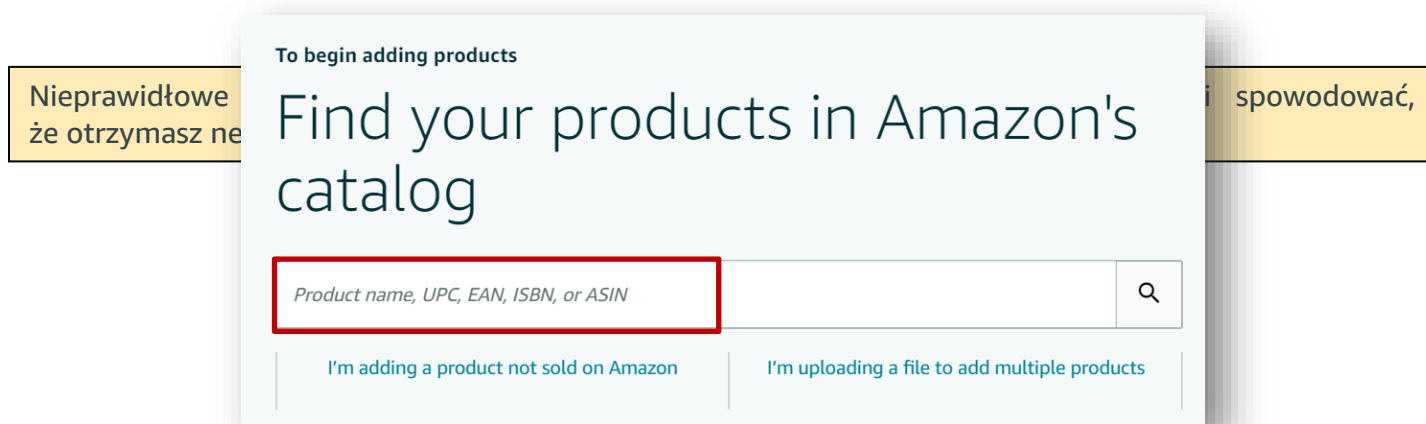 To begin adding products
Nieprawidłowe i spowodować,
Find your products in Amazon's
że otrzymasz ne
catalog
Product name, UPC, EAN, ISBN, or ASIN
I'm adding a product not sold on Amazon
I'm uploading a file to add multiple products